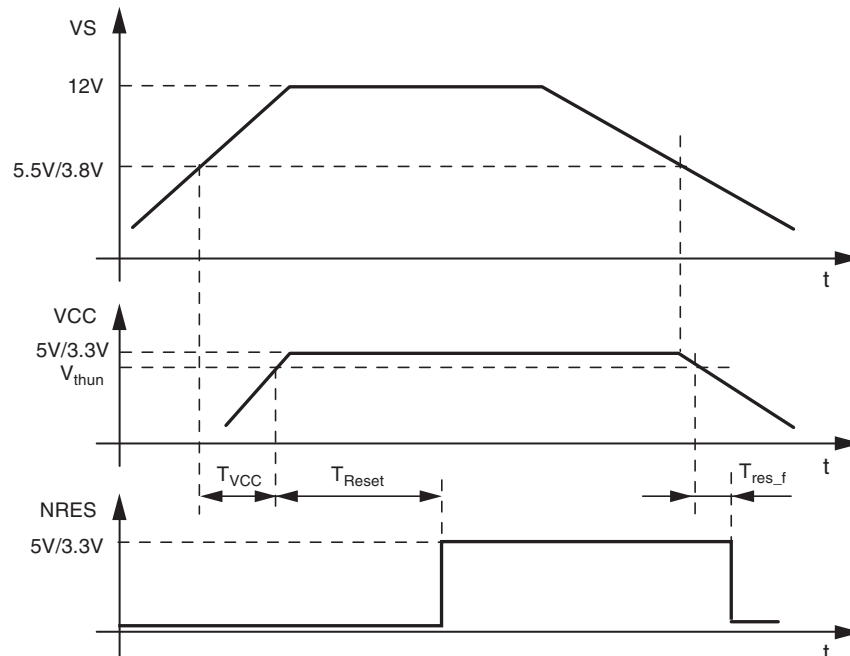 VS
12V
5.5V/3.8V
t
VCC
5V/3.3V
Vthun
t
TVCC
TReset
Tres_f
NRES
5V/3.3V
t